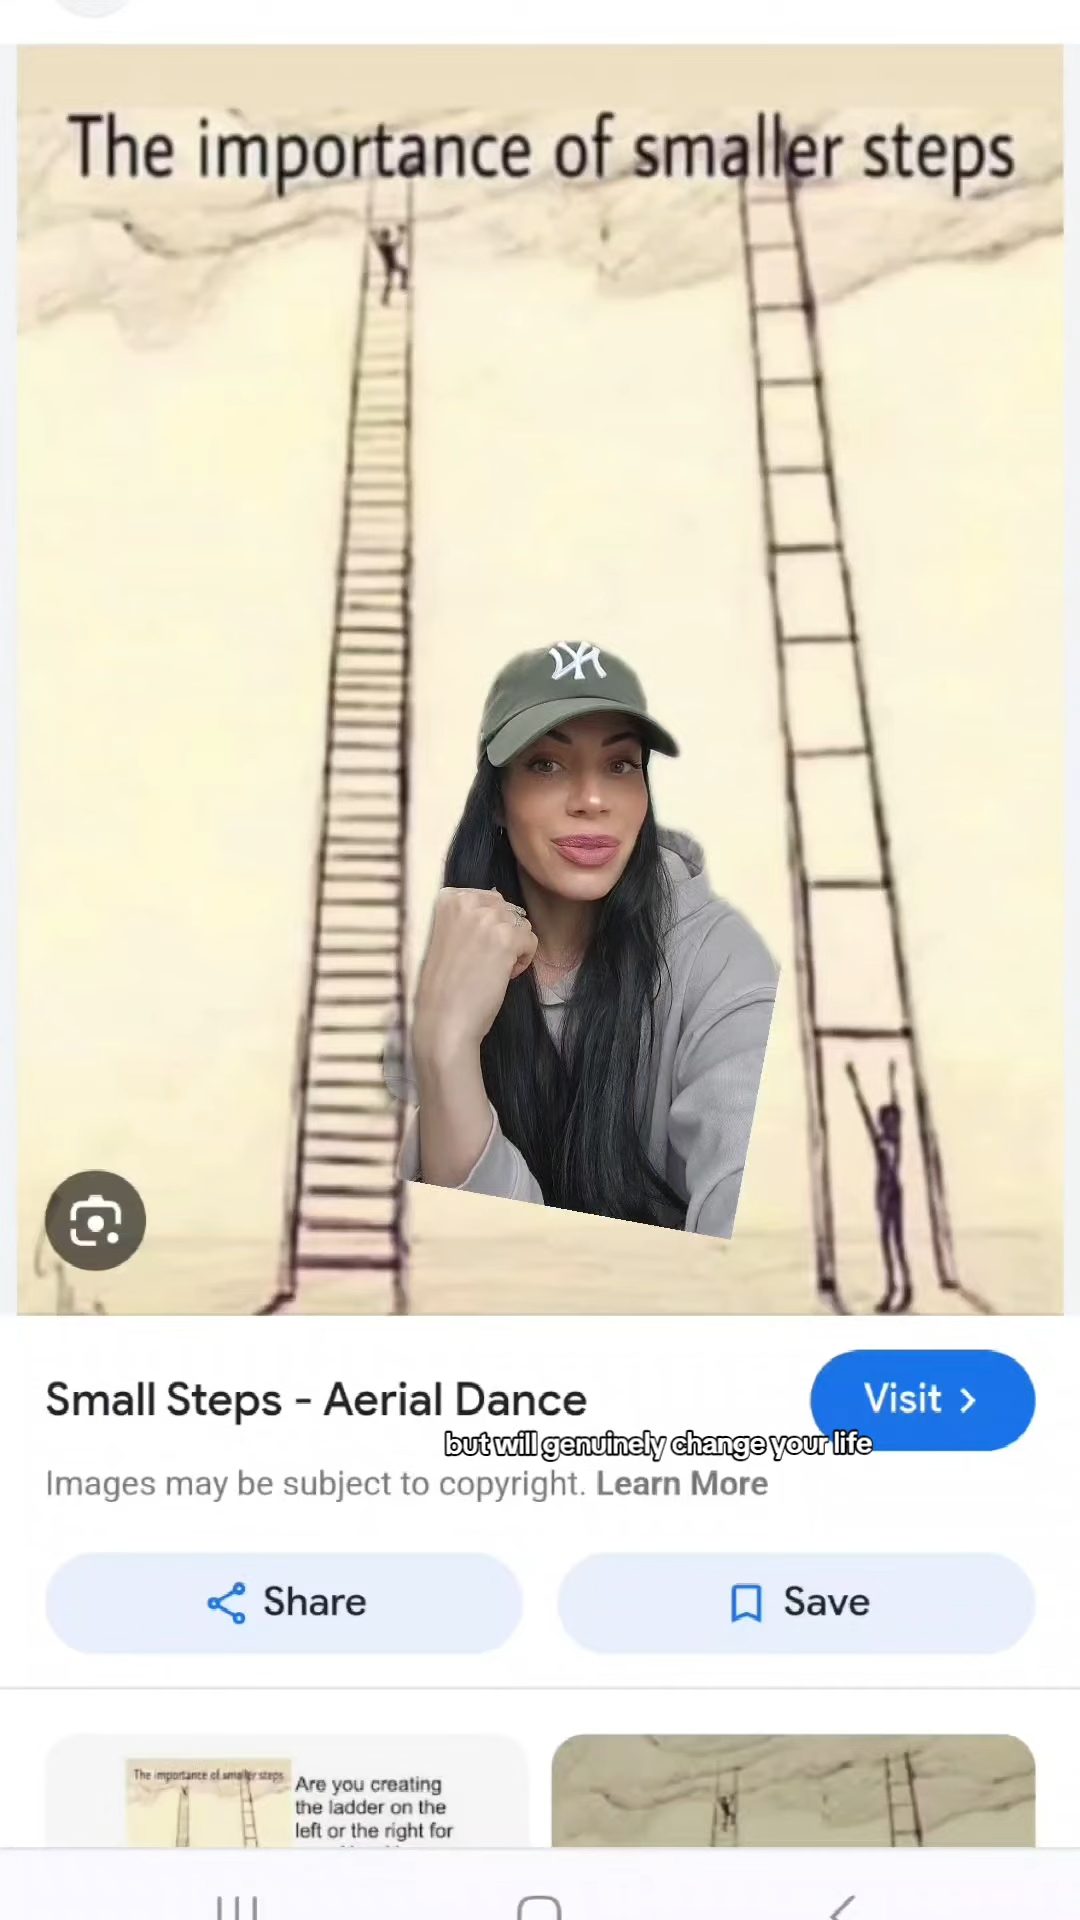 The importance of smaller steps
NY
Small Steps - Aerial Dance
Visit
but will genuinely change your life
Images may be subject to copyright. Learn More
Share
Save
The importance of smaller steps
Are you creating
the ladder on the
left or the right for